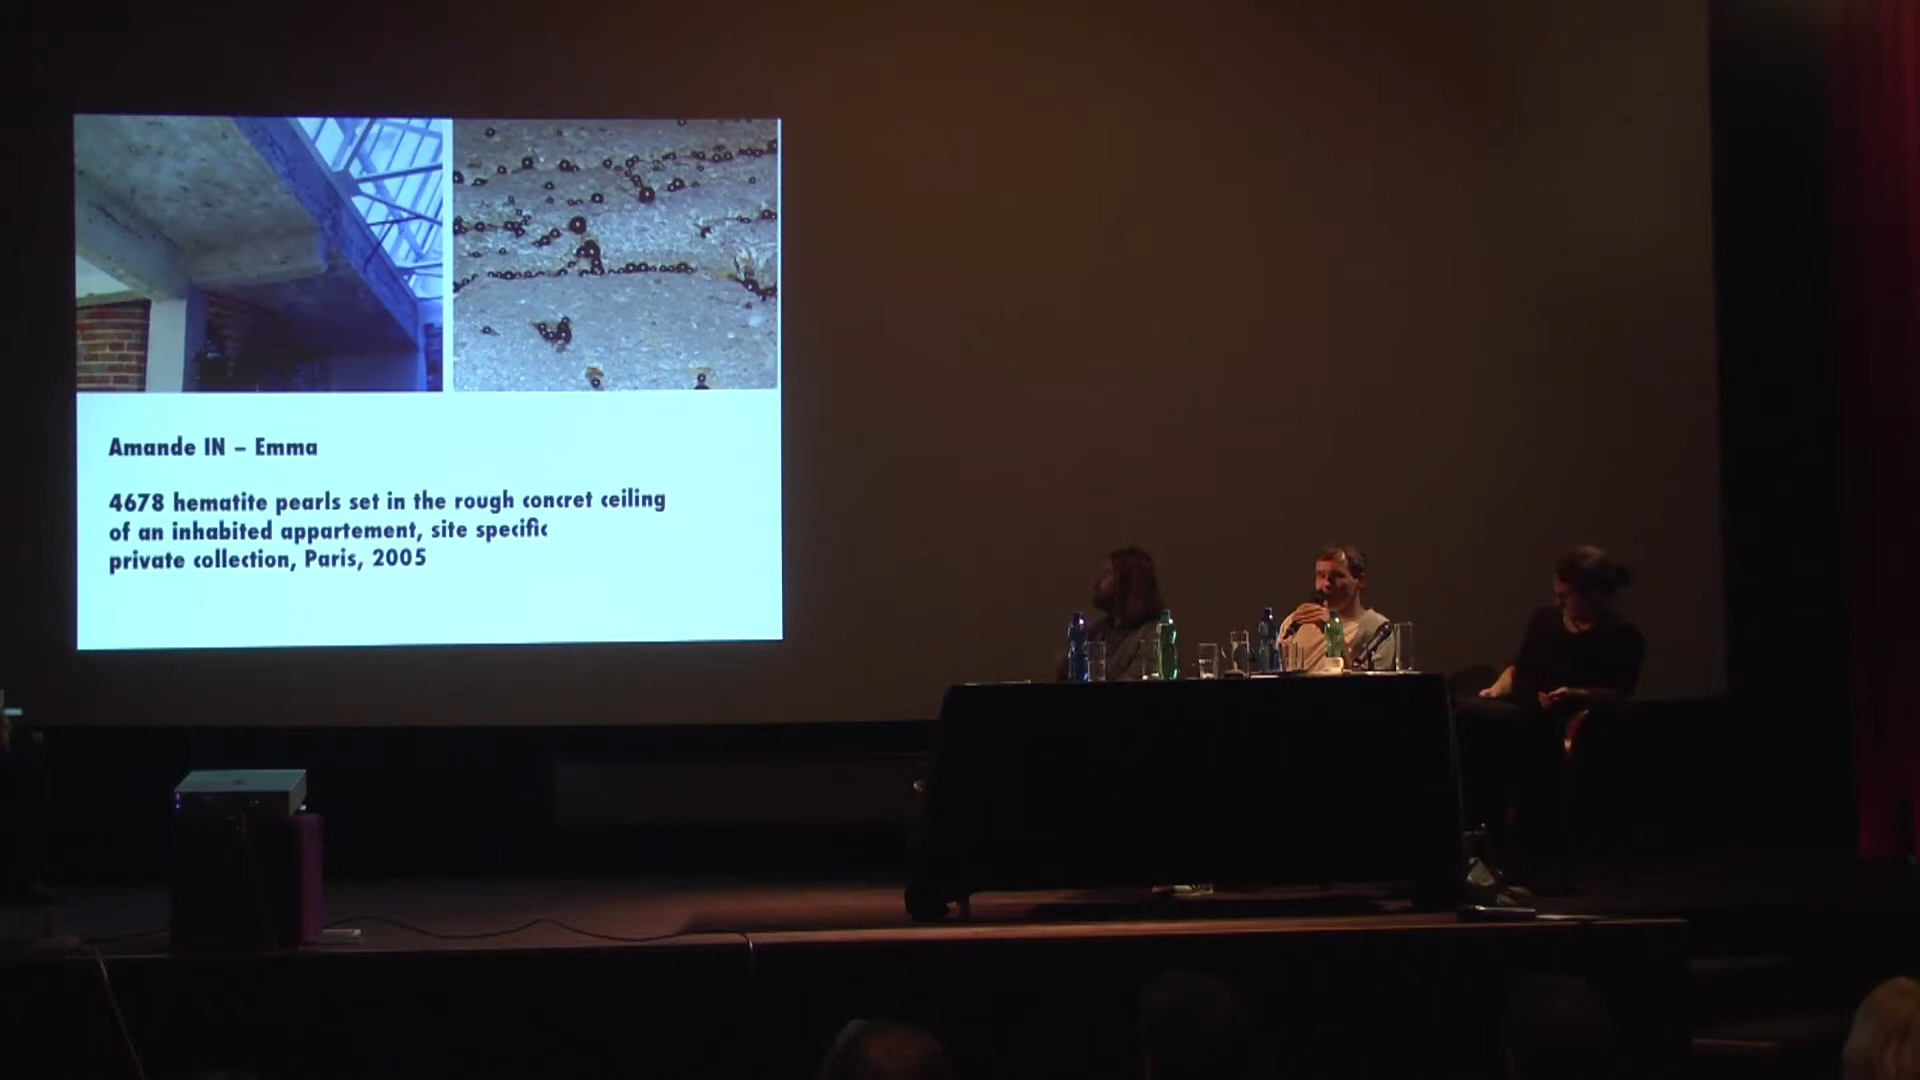 Amande IN – Emma
4678 hematite pearls set in the rough concret ceiling
of an inhabited appartement, site specific
private collection, Paris, 2005